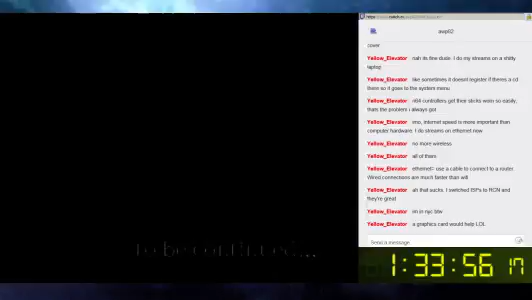 awp82
cover
Yellow_Elevator nah its fine dude. I do my streams on a shitty
laptop
Yellow_Elevator like sometimes it doesnt register if theres a cd
there so it goes to the system menu
Yellow_Elevator n64 controllers get their sticks worn so easily,
thats the problem i always got
Yellow_Elevator imo, internet speed is more important than
computer hardware. I do streams on ethernet now
Yellow_Elevator no more wireless
Yellow_Elevator all of them
Yellow_Elevator ethernet= use a cable to connect to a router.
Wired connections are much faster than wifi
Yellow_Elevator ah that sucks. I switched ISPs to RCN and
they're great
Yellow_Elevator im in nyc btw
Yellow_Elevator a graphics card would help LOL
Send a message
to be continued...
1:33:56 17